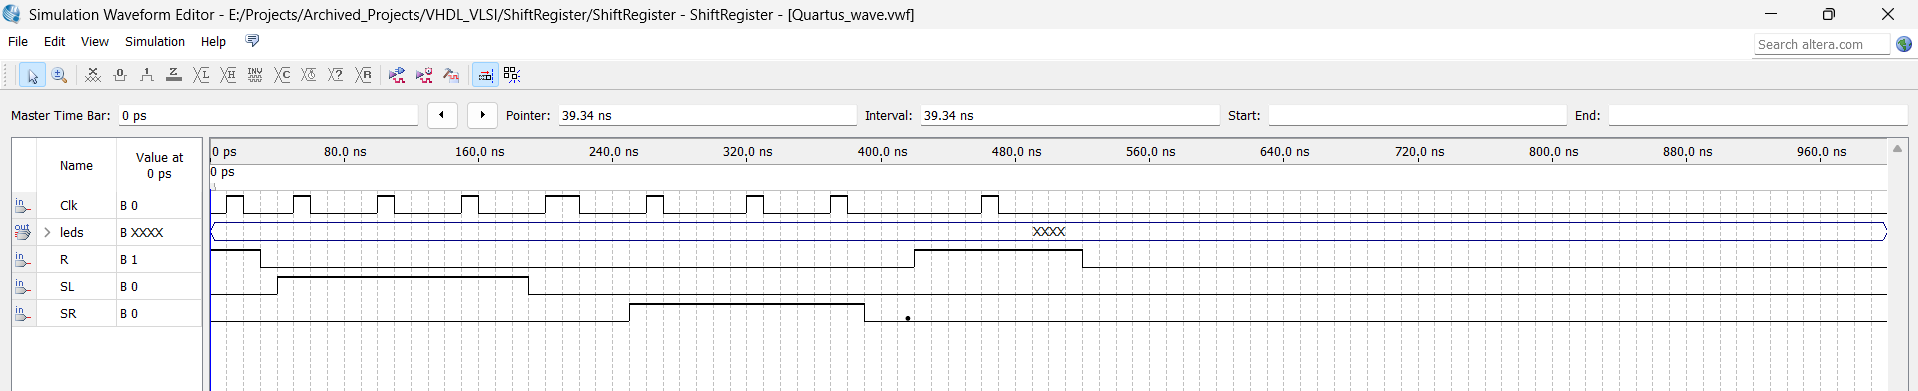 Simulation Waveform Editor - E:/Projects/Archived_Projects/VHDL_VLSI/ShiftRegister/ShiftRegister - ShiftRegister - [Quartus_wave.vwf]
File Edit View Simulation Help
Search altera.com
Master Time Bar: 0 ps Pointer: 39.34 ns Interval: 39.34 ns Start: End:
Name Value at 0 ps
0 ps 80.0 ns 160.0 ns 240.0 ns 320.0 ns 400.0 ns 480.0 ns 560.0 ns 640.0 ns 720.0 ns 800.0 ns 880.0 ns 960.0 ns
0 ps
in Clk B 0
out leds B XXXX XXXX
in R B 1
in SL B 0
in SR B 0